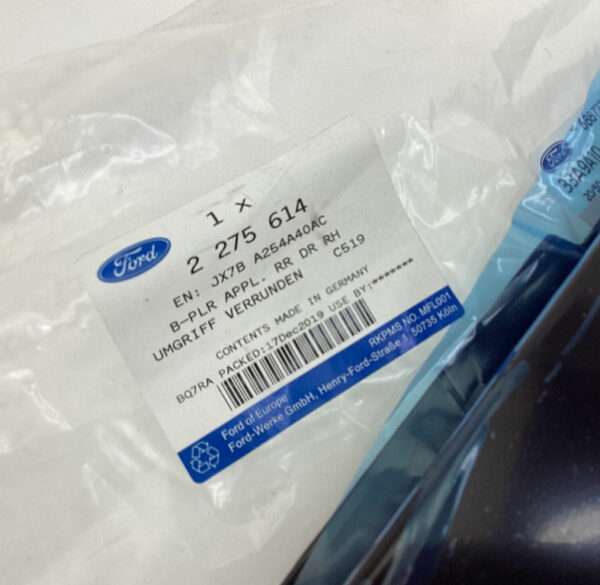 1 x
2 275 614
Ford
EN: JX7B A254A40AC
B-PLR APPL. RR DR RH
UMGRIFF VERRUNDEN C519
CONTENTS MADE IN GERMANY
BQ7RA PACKED:17Dec2019 USE BY:********
RKPMS.NO.MFL001
Ford of Europe
Ford-Werke GmbH, Henry-Ford-Straße 1, 50735 Köln
Ford